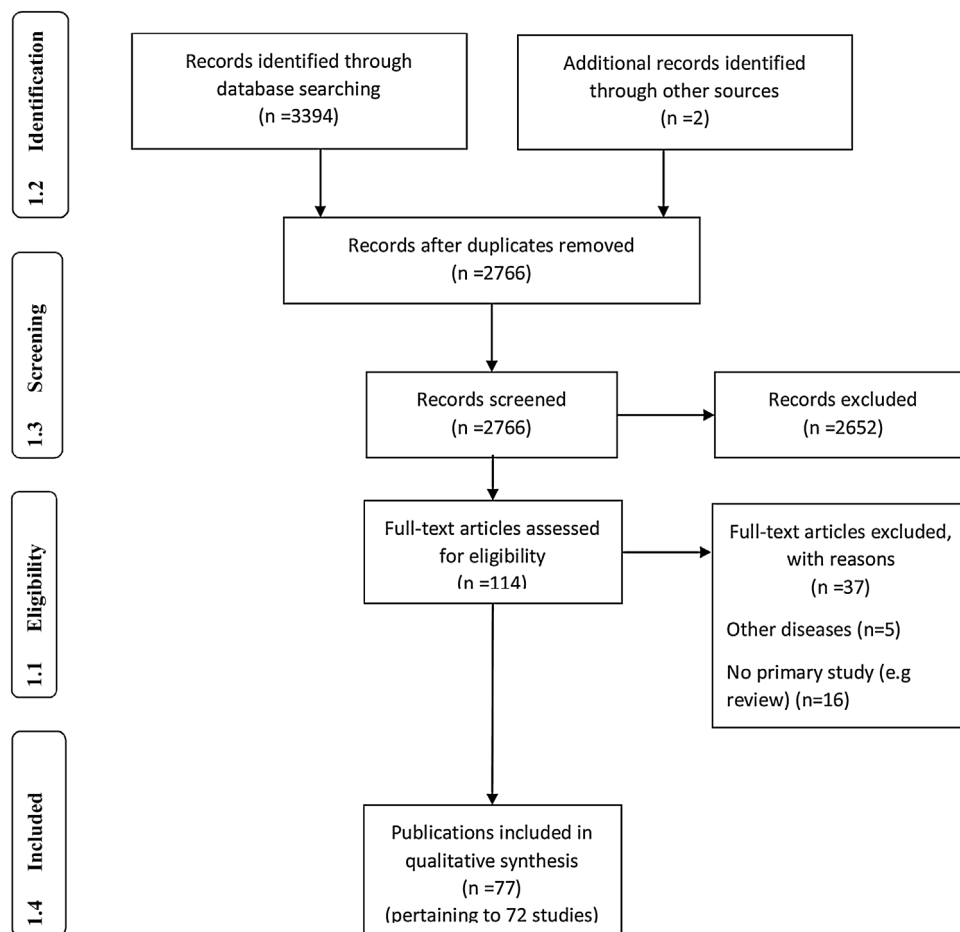 1.2 Identification
Records identified through
database searching
(n =3394)
Additional records identified
through other sources
(n =2)
Records after duplicates removed
(n =2766)
1.3 Screening
Records screened
(n =2766)
Records excluded
(n =2652)
1.1 Eligibility
Full-text articles assessed
for eligibility
(n =114)
Full-text articles excluded,
with reasons
(n =37)
Other diseases (n=5)
No primary study (e.g
review) (n=16)
1.4 Included
Publications included in
qualitative synthesis
(n =77)
(pertaining to 72 studies)